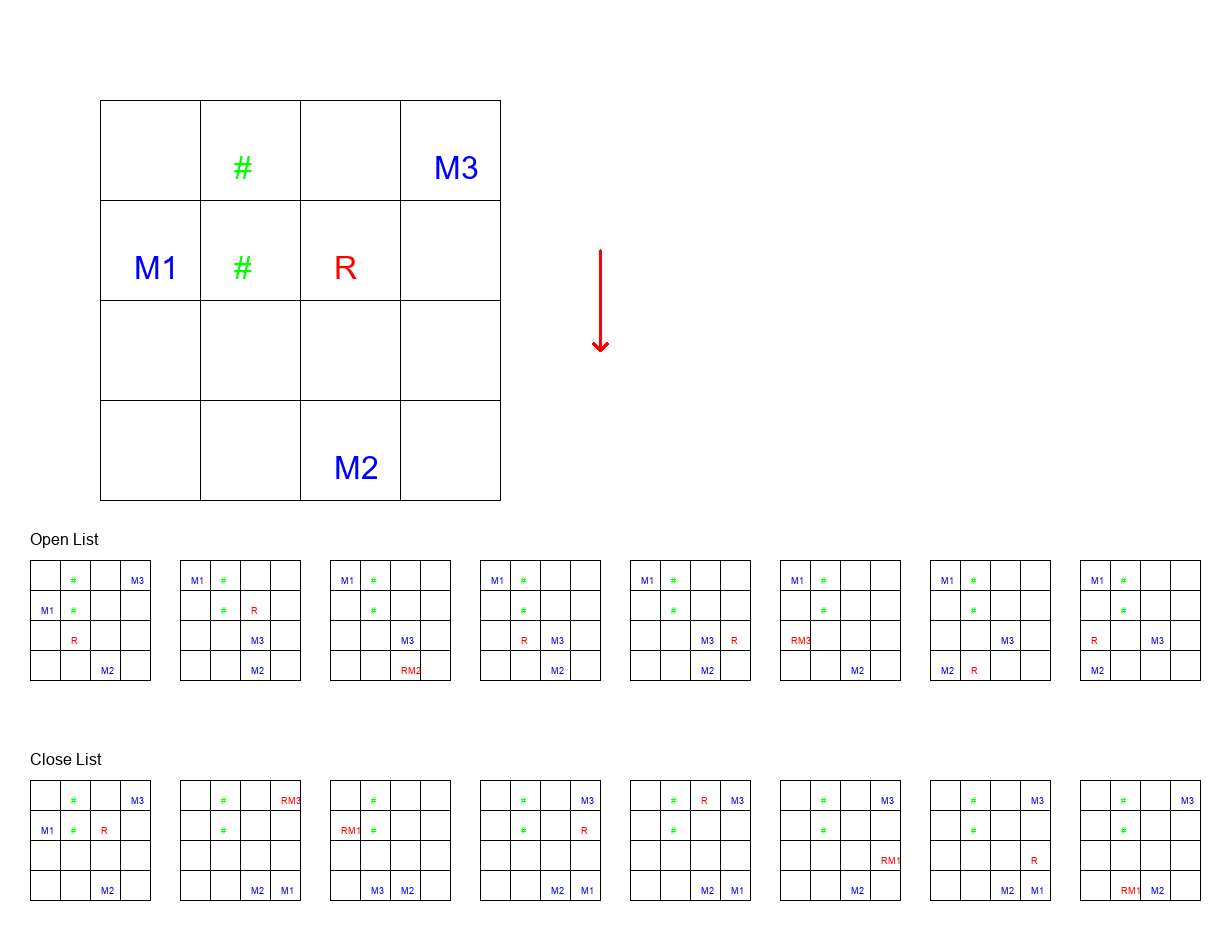 # M3
M1 # R
M2
Open List
# M3 M1 # M1 # M1 # M1 # M1 # M1 # M1 #
M1 # # R # # # # # #
R M3 M3 R M3 M3 R RM3 M3 R M3
M2 M2 RM2 M2 M2 M2 M2 R M2
Close List
# M3 # RM3 # # M3 # R M3 # M3 # M3 # M3
M1 # R # RM1 # # R # # # #
RM1 R
M2 M2 M1 M3 M2 M2 M1 M2 M1 M2 M2 M1 RM1 M2